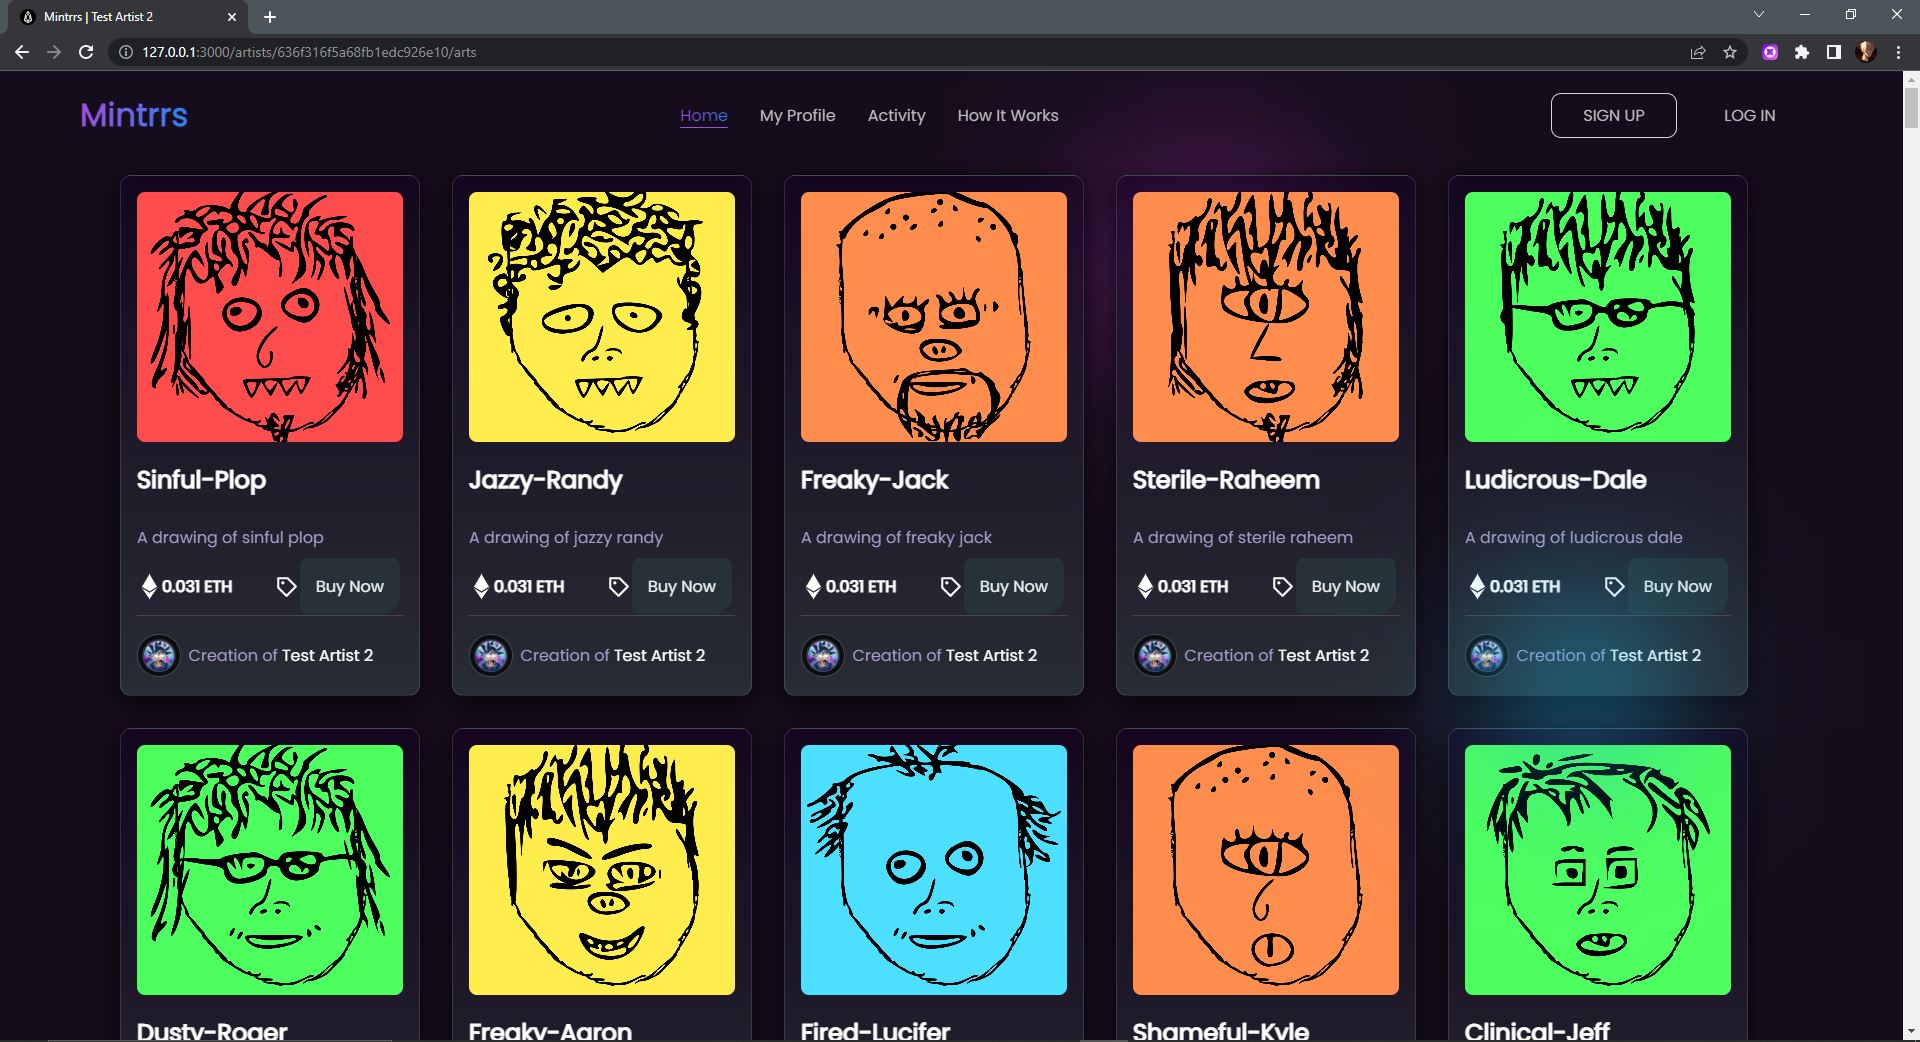 Mintrrs | Test Artist 2
127.0.0.1:3000/artists/636f316f5a68fb1edc926e10/arts
Mintrrs
Home My Profile Activity How It Works SIGN UP LOG IN
Sinful-Plop Jazzy-Randy Freaky-Jack Sterile-Raheem Ludicrous-Dale
A drawing of sinful plop A drawing of jazzy randy A drawing of freaky jack A drawing of sterile raheem A drawing of ludicrous dale
0.031 ETH Buy Now 0.031 ETH Buy Now 0.031 ETH Buy Now 0.031 ETH Buy Now 0.031 ETH Buy Now
Creation of Test Artist 2 Creation of Test Artist 2 Creation of Test Artist 2 Creation of Test Artist 2 Creation of Test Artist 2
Dusty-Roger Freaky-Aaron Fired-Lucifer Shameful-Kyle Clinical-Jeff